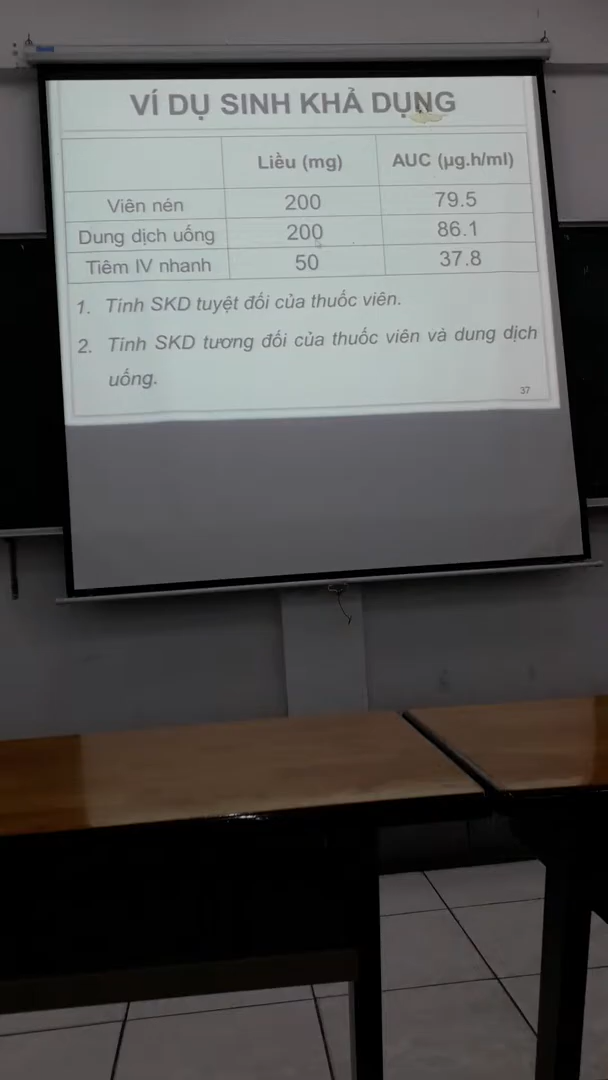 VÍ DỤ SINH KHẢ DỤNG
Liều (mg) AUC (µg.h/ml)
Viên nén 200 79.5
Dung dịch uống 200 86.1
Tiêm IV nhanh 50 37.8
1. Tính SKD tuyệt đối của thuốc viên.
2. Tính SKD tương đối của thuốc viên và dung dịch
uống.
37